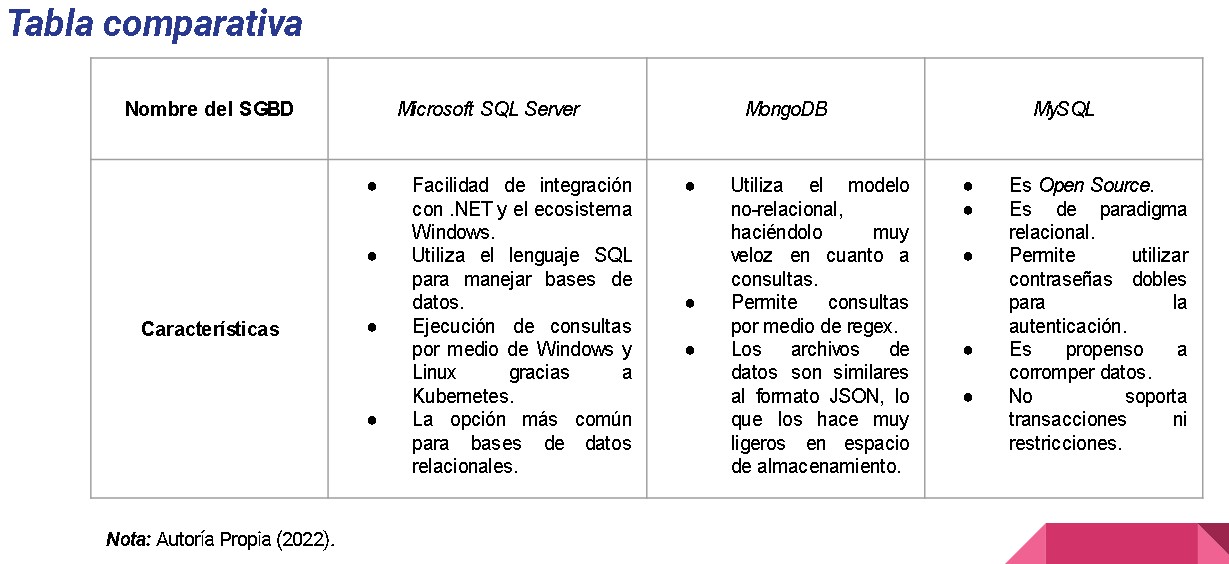 Tabla comparativa
Nombre del SGBD
Microsoft SQL Server
MongoDB
MySQL
Características
● Facilidad de integración
con .NET y el ecosistema
Windows.
● Utiliza el lenguaje SQL
para manejar bases de
datos.
● Ejecución de consultas
por medio de Windows y
Linux gracias a
Kubernetes.
● La opción más común
para bases de datos
relacionales.
● Utiliza el modelo
no-relacional,
haciéndolo muy
veloz en cuanto a
consultas.
● Permite consultas
por medio de regex.
● Los archivos de
datos son similares
al formato JSON, lo
que los hace muy
ligeros en espacio
de almacenamiento.
● Es Open Source.
● Es de paradigma
relacional.
● Permite utilizar
contraseñas dobles
para la
autenticación.
● Es propenso a
corromper datos.
● No soporta
transacciones ni
restricciones.
Nota: Autoría Propia (2022).